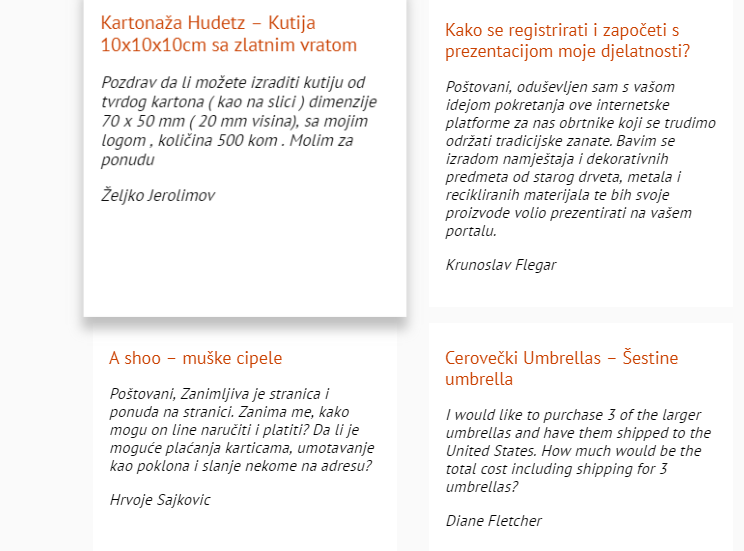 Kartonaža Hudetz – Kutija
10x10x10cm sa zlatnim vratom
Pozdrav da li možete izraditi kutiju od
tvrdog kartona ( kao na slici ) dimenzije
70 x 50 mm ( 20 mm visina), sa mojim
logom , količina 500 kom . Molim za
ponudu
Željko Jerolimov
Kako se registrirati i započeti s
prezentacijom moje djelatnosti?
Poštovani, oduševljen sam s vašom
idejom pokretanja ove internetske
platforme za nas obrtnike koji se trudimo
održati tradicijske zanate. Bavim se
izradom namještaja i dekorativnih
predmeta od starog drveta, metala i
recikliranih materijala te bih svoje
proizvode volio prezentirati na vašem
portalu.
Krunoslav Flegar
A shoo – muške cipele
Poštovani, Zanimljiva je stranica i
ponuda na stranici. Zanima me, kako
mogu on line naručiti i platiti? Da li je
moguće plaćanja karticama, umotavanje
kao poklona i slanje nekome na adresu?
Hrvoje Sajkovic
Cerovečki Umbrellas – Šestine
umbrella
I would like to purchase 3 of the larger
umbrellas and have them shipped to the
United States. How much would be the
total cost including shipping for 3
umbrellas?
Diane Fletcher